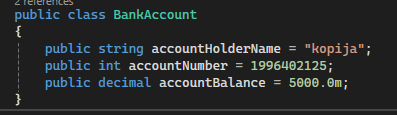 2 references
public class BankAccount
{
public string accountHolderName = "kopija";
public int accountNumber = 1996402125;
public decimal accountBalance = 5000.0m;
}